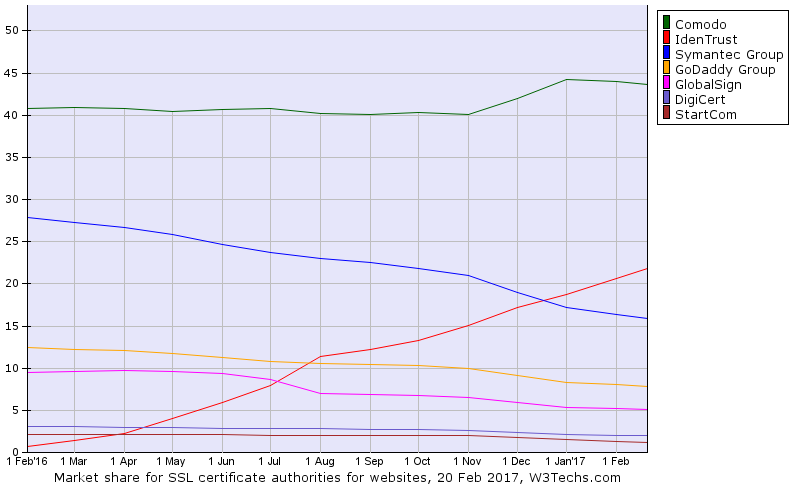 50
45
40
35
30
25
20
15
10
5
0
1 Feb'16 1 Mar 1 Apr 1 May 1 Jun 1 Jul 1 Aug 1 Sep 1 Oct 1 Nov 1 Dec 1 Jan'17 1 Feb
Market share for SSL certificate authorities for websites, 20 Feb 2017, W3Techs.com
Comodo
IdenTrust
Symantec Group
GoDaddy Group
GlobalSign
DigiCert
StartCom